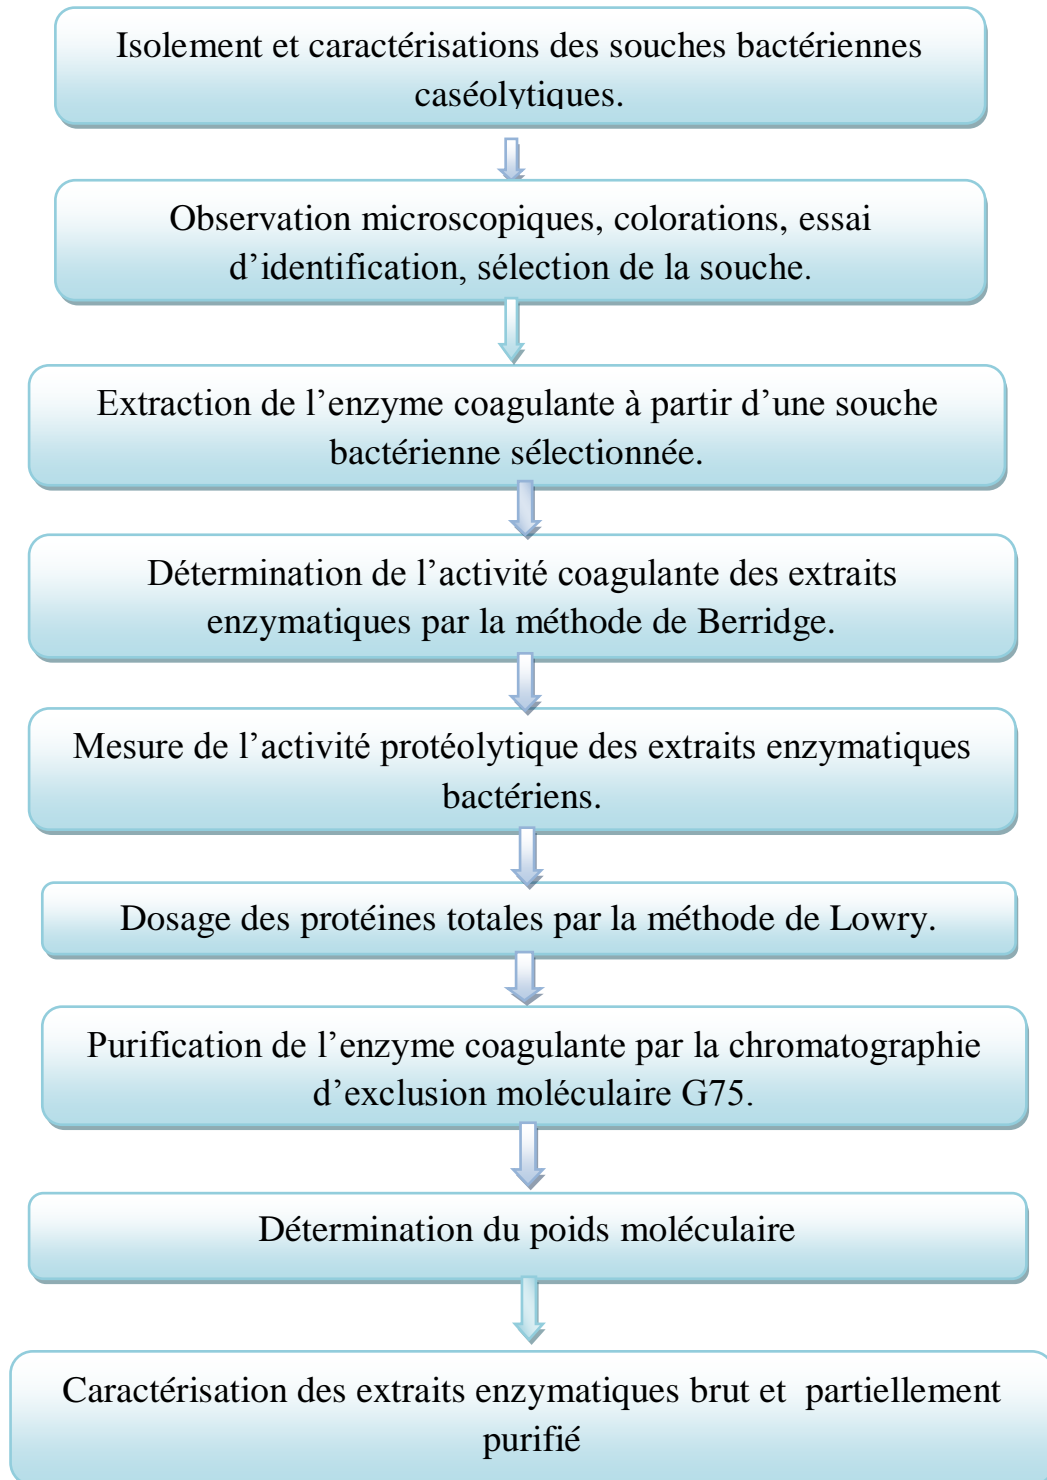 Isolement et caractérisations des souches bactériennes
caséolytiques.
Observation microscopiques, colorations, essai
d’identification, sélection de la souche.
Extraction de l’enzyme coagulante à partir d’une souche
bactérienne sélectionnée.
Détermination de l’activité coagulante des extraits
enzymatiques par la méthode de Berridge.
Mesure de l’activité protéolytique des extraits enzymatiques
bactériens.
Dosage des protéines totales par la méthode de Lowry.
Purification de l’enzyme coagulante par la chromatographie
d’exclusion moléculaire G75.
Détermination du poids moléculaire
Caractérisation des extraits enzymatiques brut et  partiellement
purifié